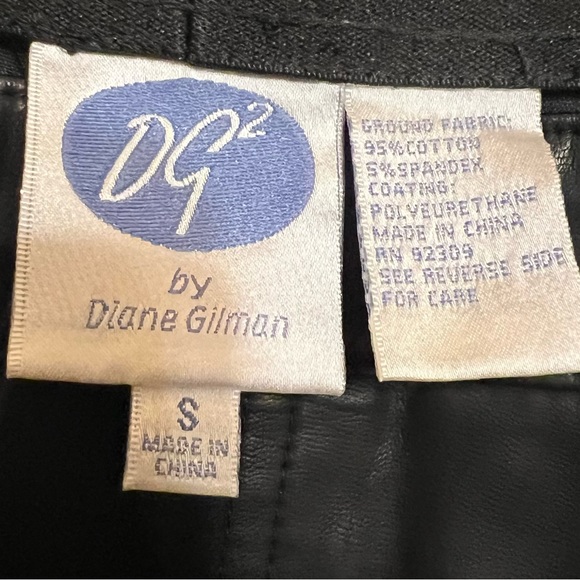 DG2
by
Diane Gilman
S
MADE IN
CHINA
GROUND FABRIC:
95%COTTON
5%SPANDEX
COATING:
POLYEURETHANE
MADE IN CHINA
RN 92309
SEE REVERSE SIDE
FOR CARE